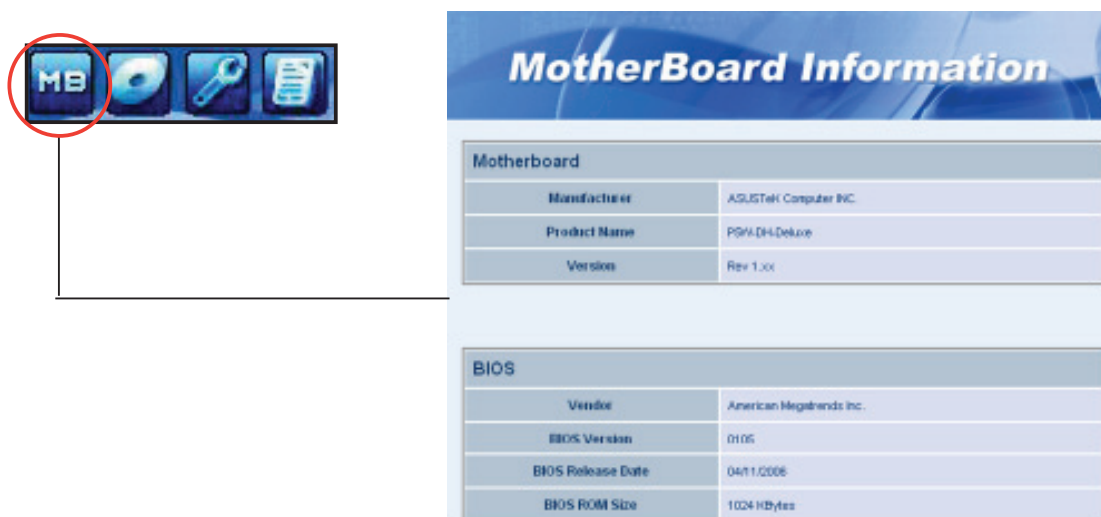 MB
MotherBoard Information
Motherboard
Manufacturer ASUSTeK Computer INC.
Product Name P5W-DH-Deluxe
Version Rev 1.xx
BIOS
Vendor American Megatrends Inc.
BIOS Version 0105
BIOS Release Date 04/11/2006
BIOS ROM Size 1024 KBytes